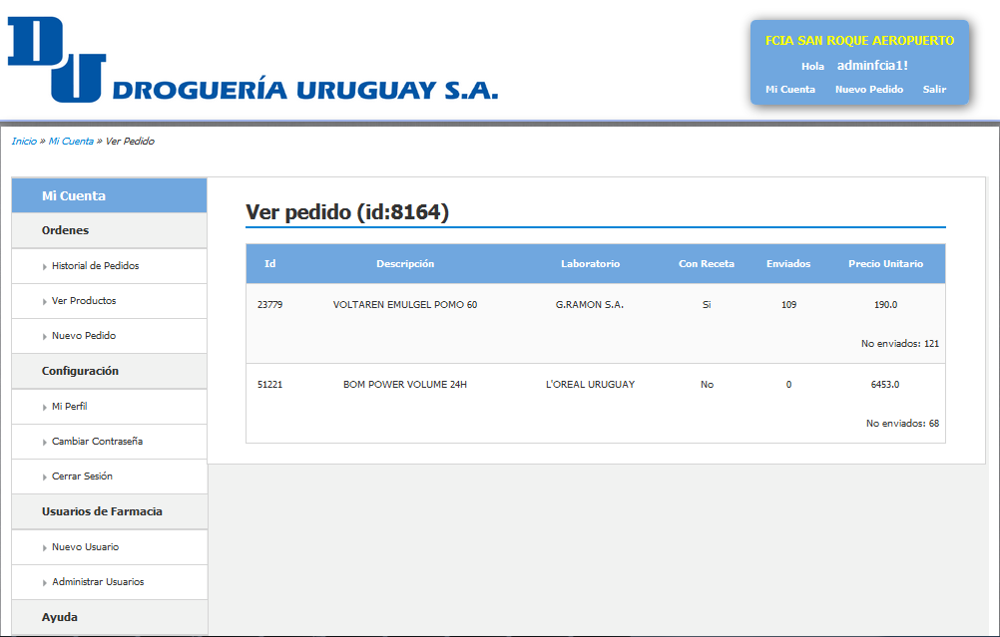 DU DROGUERÍA URUGUAY S.A.
FCIA SAN ROQUE AEROPUERTO
Hola adminfcia1!
Mi Cuenta Nuevo Pedido Salir
Inicio » Mi Cuenta » Ver Pedido
Mi Cuenta
Ordenes
Historial de Pedidos
Ver Productos
Nuevo Pedido
Configuración
Mi Perfil
Cambiar Contraseña
Cerrar Sesión
Usuarios de Farmacia
Nuevo Usuario
Administrar Usuarios
Ayuda
Ver pedido (id:8164)
Id Descripción Laboratorio Con Receta Enviados Precio Unitario
23779 VOLTAREN EMULGEL POMO 60 G.RAMON S.A. Si 109 190.0
No enviados: 121
51221 BOM POWER VOLUME 24H L'OREAL URUGUAY No 0 6453.0
No enviados: 68